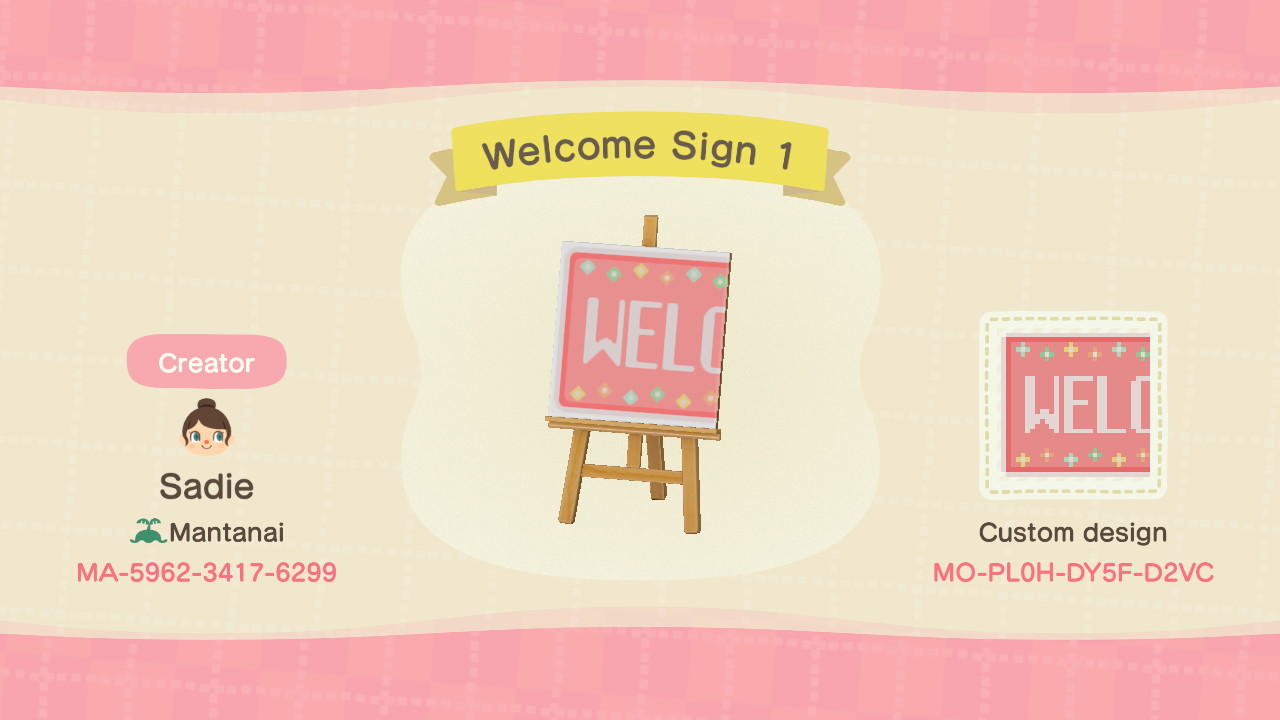 Welcome Sign 1
WELC
Creator
Sadie
Mantanai
MA-5962-3417-6299
WELC
Custom design
MO-PL0H-DY5F-D2VC